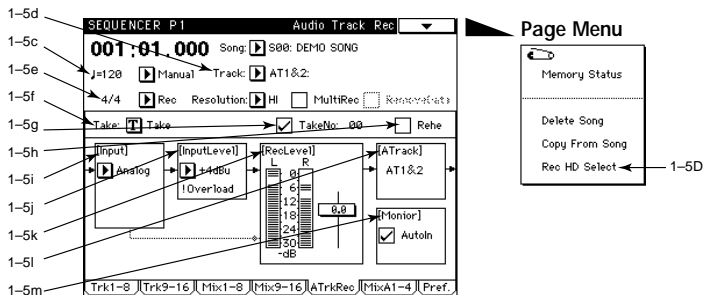 1–5d
SEQUENCER P1 Audio Track Rec
Page Menu
1–5c
001:01.000 Song: S00: DEMO SONG
♩=120 Manual Track: AT1&2:
Memory Status
1–5e
4/4 Rec Resolution: HI MultiRec
1–5f
Take: T Take TakeNo: 00 Rehe
Delete Song
1–5g
Copy From Song
1–5h
[Input] [InputLevel] [RecLevel] [ATrack]
Rec HD Select 1–5D
1–5i
Analog +4dBu L R AT1&2
!Overload
0
6
12
18
24
30
-dB
0.0
1–5j
[Monior]
1–5k
AutoIn
1–5l
1–5m
Trk1-8 Trk9-16 Mix1-8 Mix9-16 ATrkRec MixA1-4 Pref.